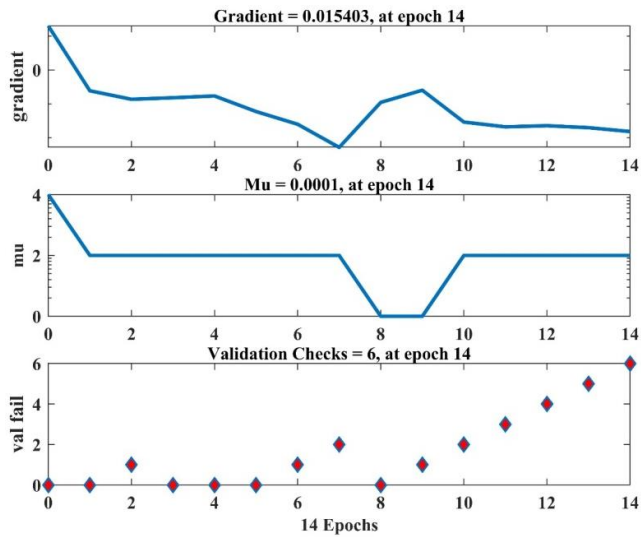 Gradient = 0.015403, at epoch 14
gradient
0
0 2 4 6 8 10 12 14
Mu = 0.0001, at epoch 14
mu
4
2
0
0 2 4 6 8 10 12 14
Validation Checks = 6, at epoch 14
val fail
6
4
2
0
0 2 4 6 8 10 12 14
14 Epochs